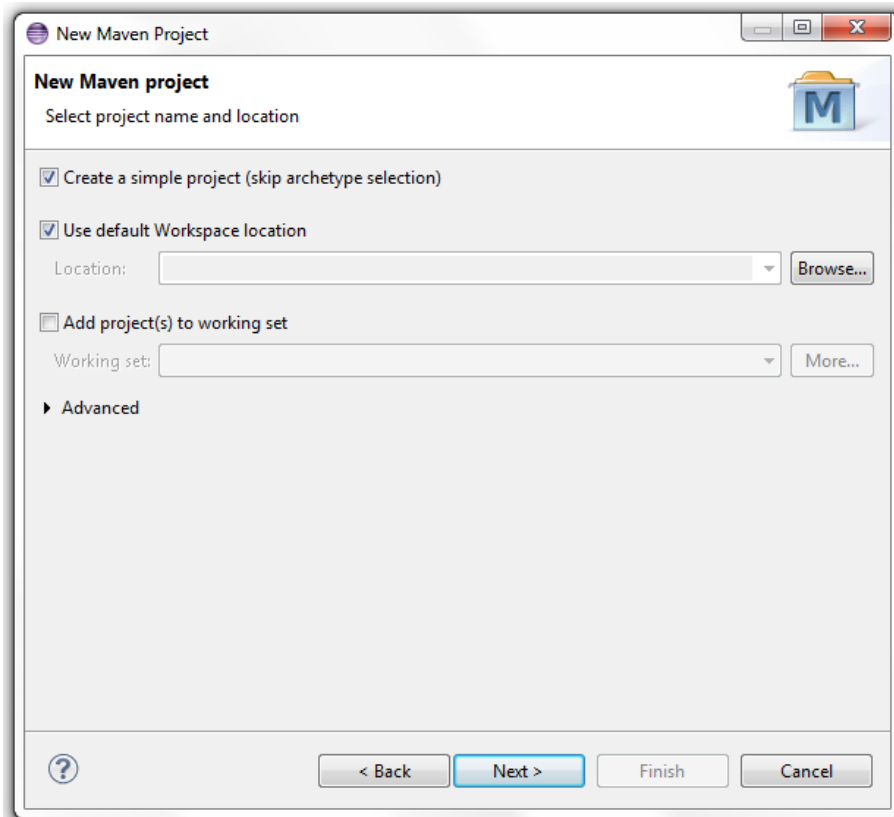 New Maven Project
New Maven project
Select project name and location
M
Create a simple project (skip archetype selection)
Use default Workspace location
Location:
Browse...
Add project(s) to working set
Working set:
More...
Advanced
?
< Back
Next >
Finish
Cancel